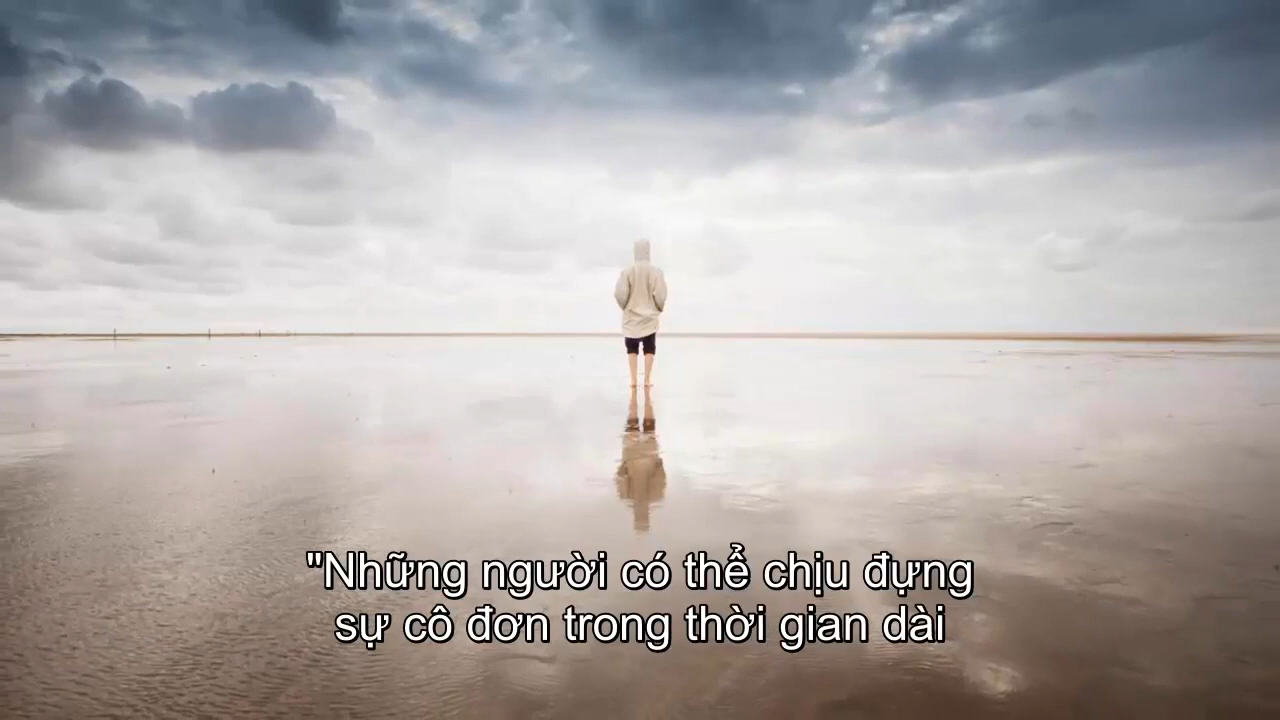 "Những người có thể chịu đựng
sự cô đơn trong thời gian dài